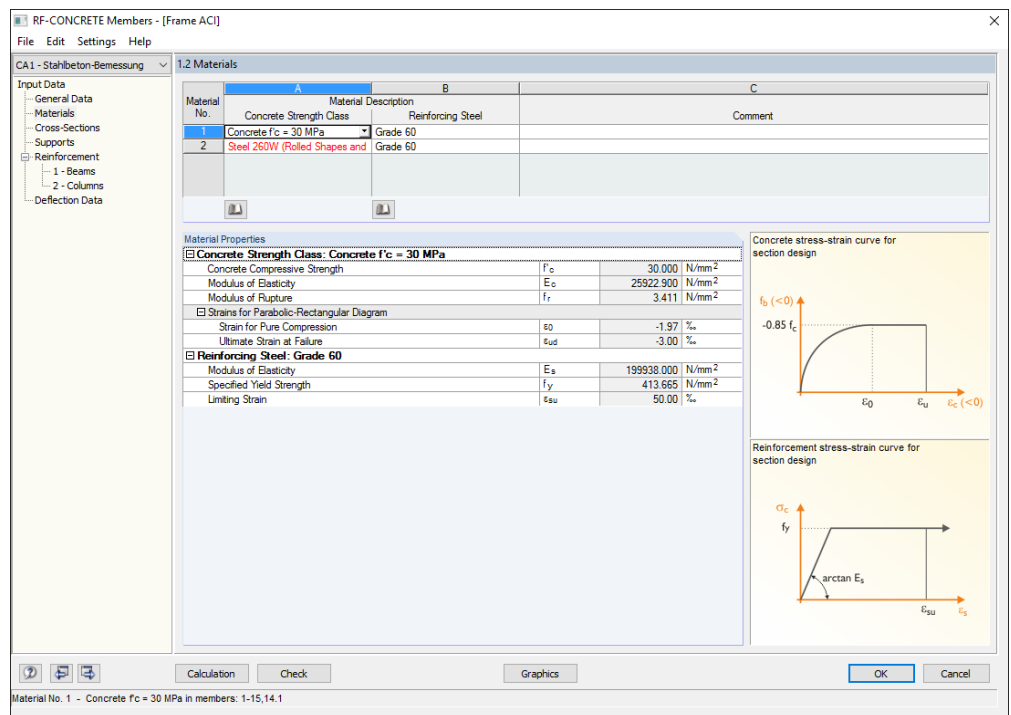 RF-CONCRETE Members - [Frame ACI]
File Edit Settings Help
CA1 - Stahlbeton-Bemessung
1.2 Materials
Input Data
General Data
Materials
Cross-Sections
Supports
Reinforcement
1 - Beams
2 - Columns
Deflection Data
A B C
Material No.
Material Description
Concrete Strength Class Reinforcing Steel Comment
1 Concrete f'c = 30 MPa Grade 60
2 Steel 260W (Rolled Shapes and Grade 60
Material Properties
Concrete Strength Class: Concrete f'c = 30 MPa
Concrete Compressive Strength f'c 30.000 N/mm2
Modulus of Elasticity Ec 25922.900 N/mm2
Modulus of Rupture fr 3.411 N/mm2
Strains for Parabolic-Rectangular Diagram
Strain for Pure Compression ε0 -1.97 ‰
Ultimate Strain at Failure εud -3.00 ‰
Reinforcing Steel: Grade 60
Modulus of Elasticity Es 199938.000 N/mm2
Specified Yield Strength fy 413.665 N/mm2
Limiting Strain εsu 50.00 ‰
Concrete stress-strain curve for
section design
fb (<0)
-0.85 fc
ε0 εu εc (<0)
Reinforcement stress-strain curve for
section design
σc
fy
arctan Es
εsu εs
Calculation Check Graphics OK Cancel
Material No. 1 - Concrete f'c = 30 MPa in members: 1-15,14.1